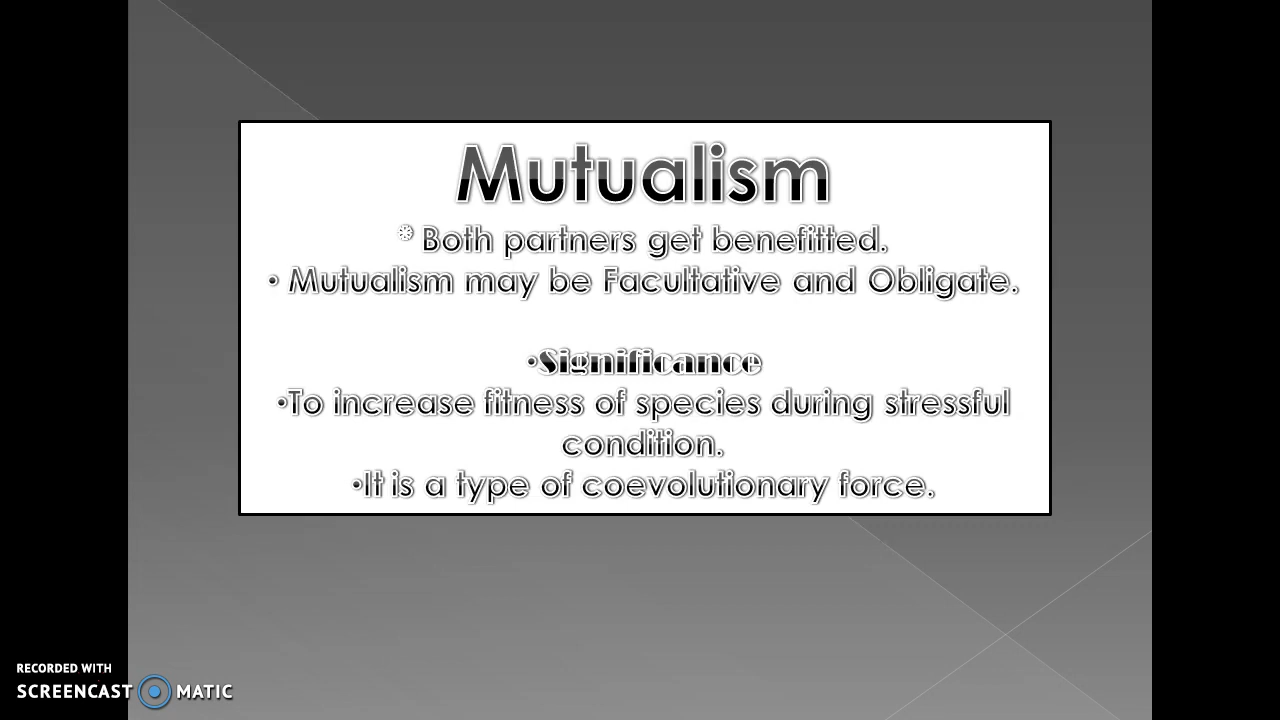 Mutualism
* Both partners get benefitted.
• Mutualism may be Facultative and Obligate.
•Significance
•To increase fitness of species during stressful
condition.
•It is a type of coevolutionary force.
RECORDED WITH
SCREENCAST MATIC